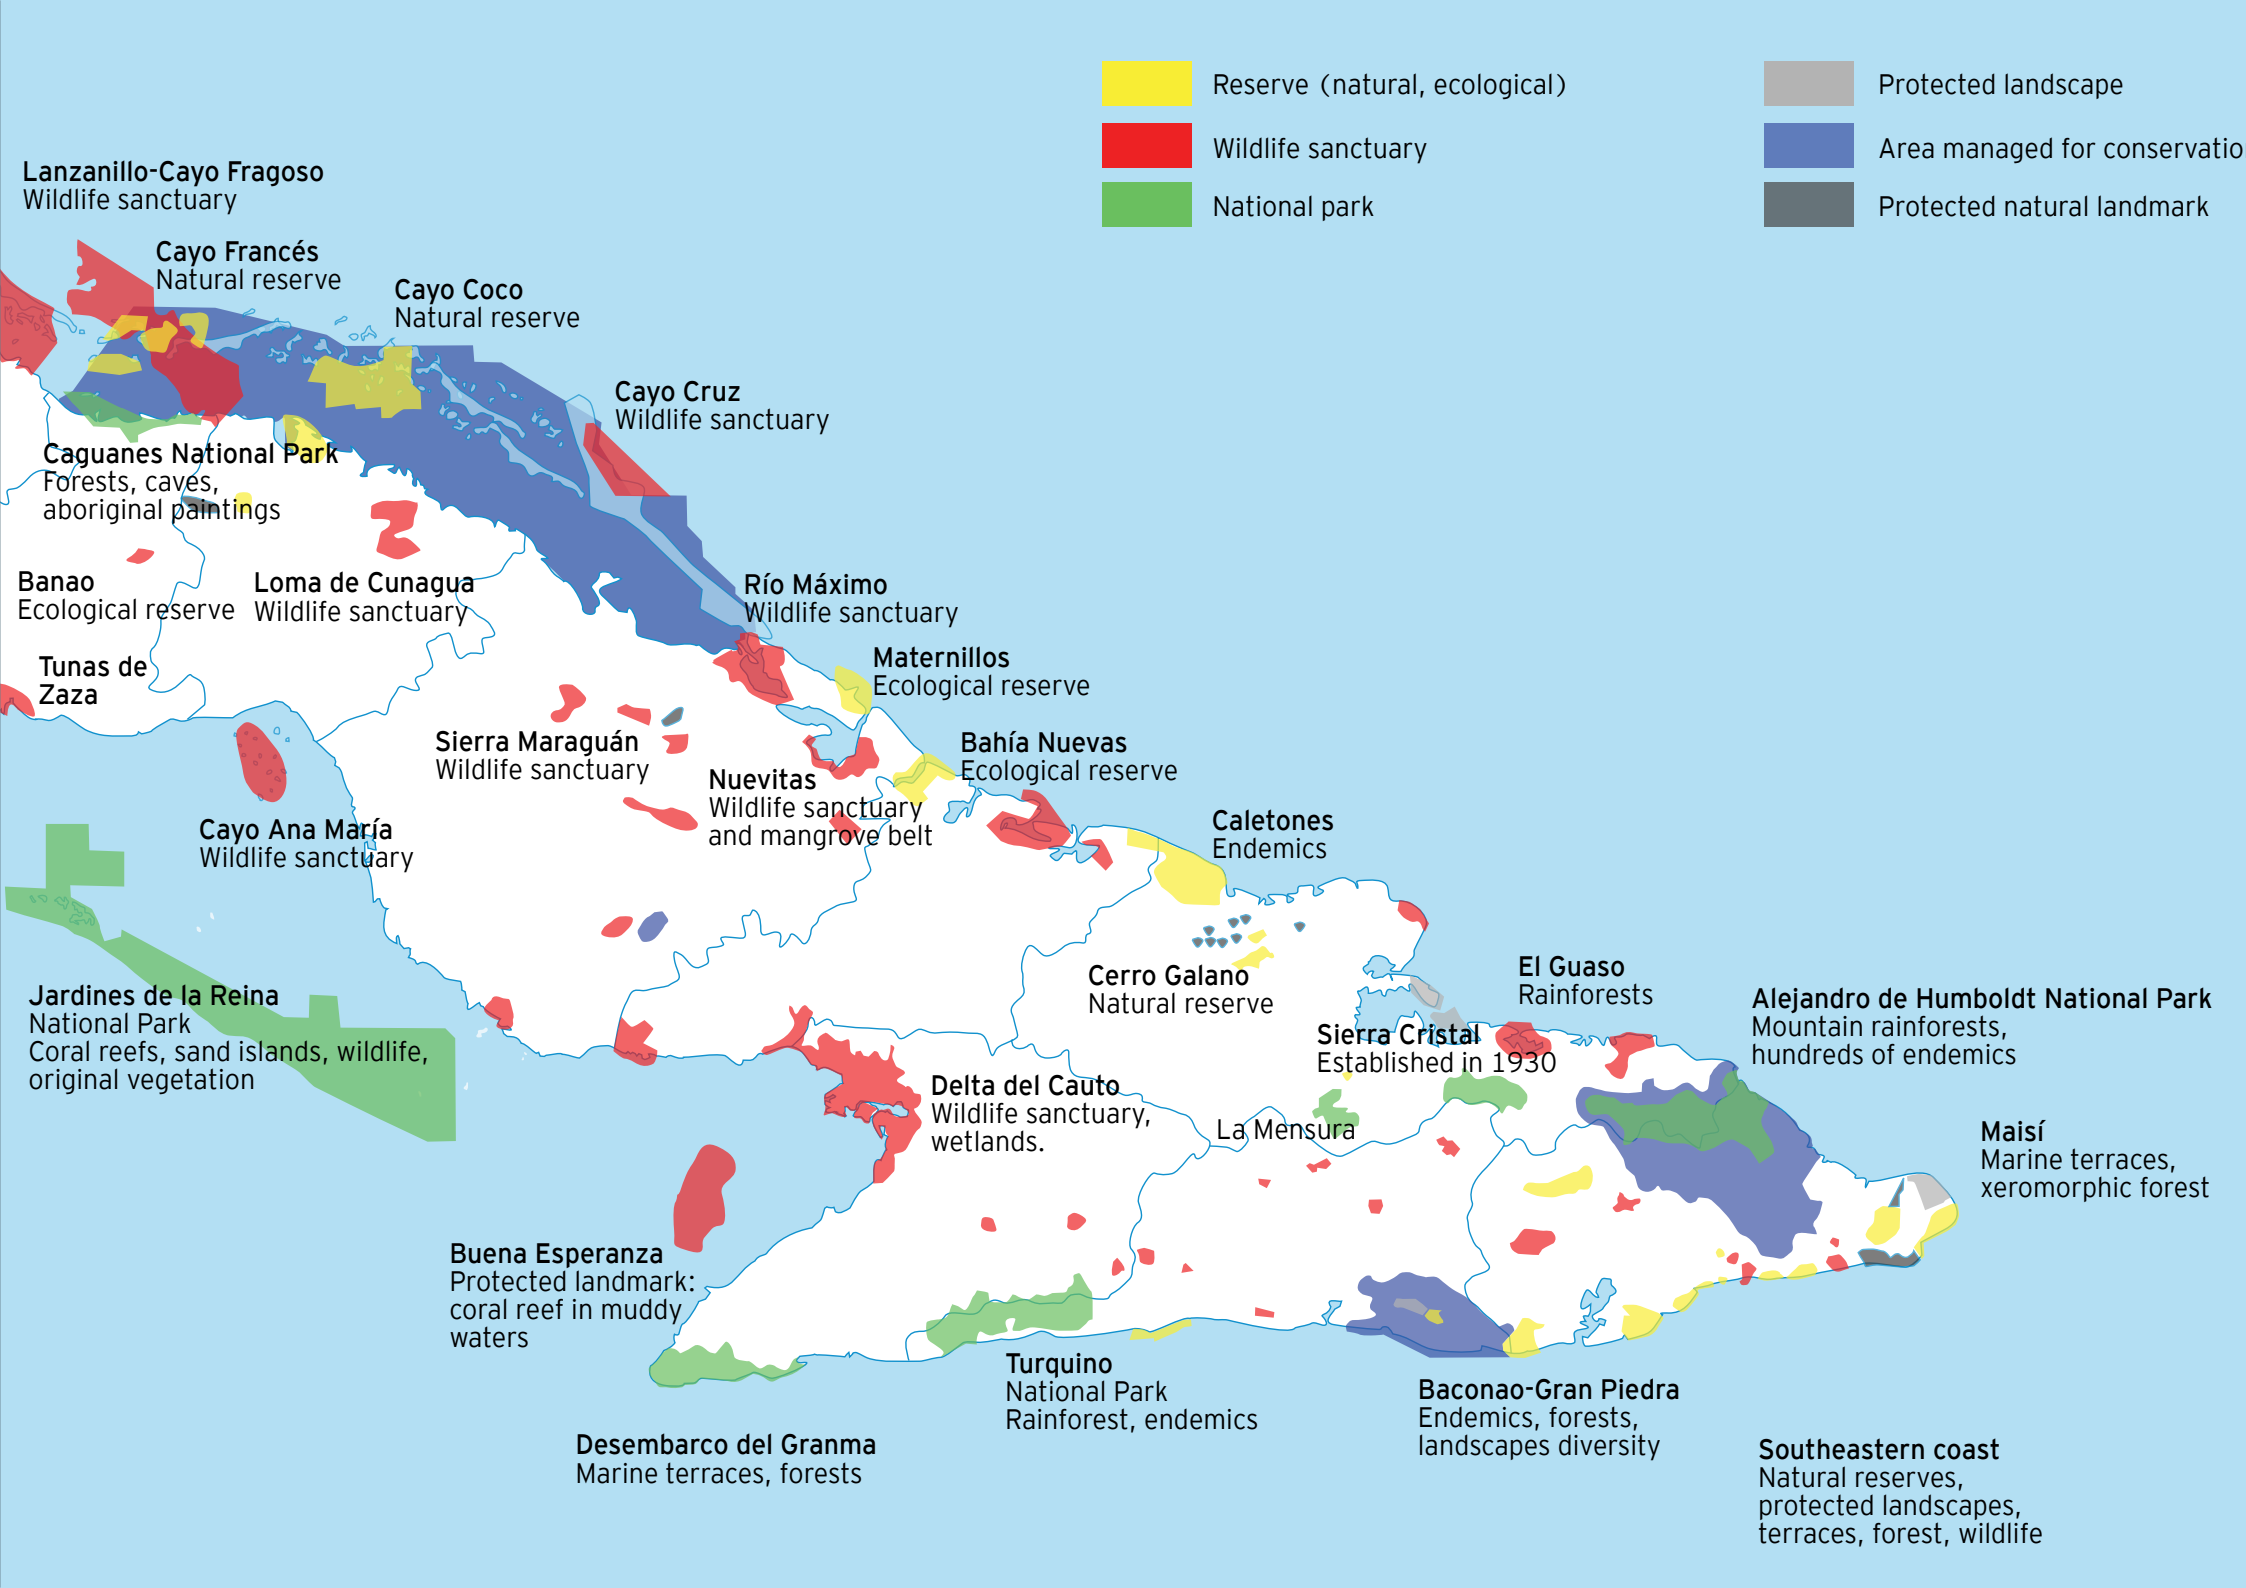 Reserve (natural, ecological)
Wildlife sanctuary
National park
Protected landscape
Area managed for conservatio
Protected natural landmark
Lanzanillo-Cayo Fragoso
Wildlife sanctuary
Cayo Francés
Natural reserve
Cayo Coco
Natural reserve
Cayo Cruz
Wildlife sanctuary
Caguanes National Park
Forests, caves,
aboriginal paintings
Banao
Ecological reserve
Loma de Cunagua
Wildlife sanctuary
Río Máximo
Wildlife sanctuary
Tunas de
Zaza
Maternillos
Ecological reserve
Sierra Maraguán
Wildlife sanctuary
Bahía Nuevas
Ecological reserve
Nuevitas
Wildlife sanctuary
and mangrove belt
Cayo Ana María
Wildlife sanctuary
Caletones
Endemics
Jardines de la Reina
National Park
Coral reefs, sand islands, wildlife,
original vegetation
Cerro Galano
Natural reserve
El Guaso
Rainforests
Sierra Cristal
Established in 1930
Alejandro de Humboldt National Park
Mountain rainforests,
hundreds of endemics
Delta del Cauto
Wildlife sanctuary,
wetlands.
La Mensura
Maisí
Marine terraces,
xeromorphic forest
Buena Esperanza
Protected landmark:
coral reef in muddy
waters
Turquino
National Park
Rainforest, endemics
Baconao-Gran Piedra
Endemics, forests,
landscapes diversity
Desembarco del Granma
Marine terraces, forests
Southeastern coast
Natural reserves,
protected landscapes,
terraces, forest, wildlife